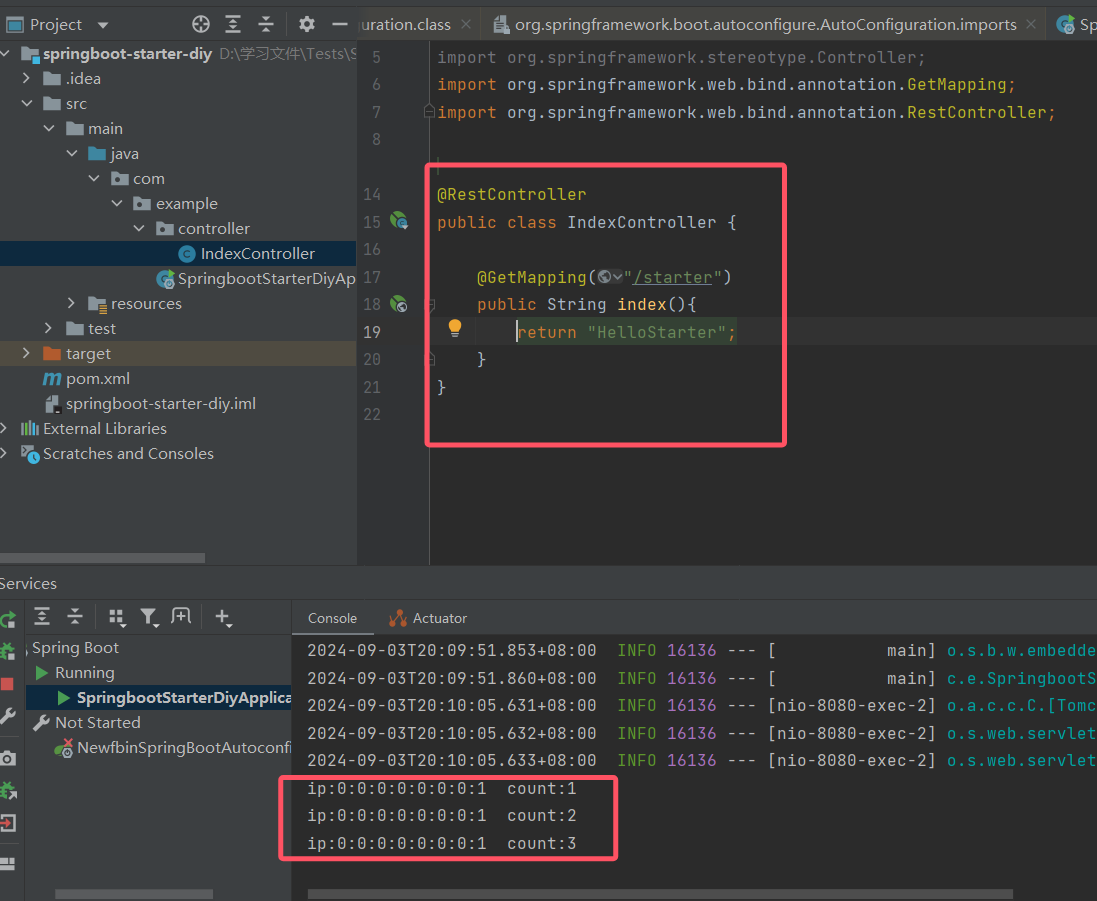 Project
uration.class
org.springframework.boot.autoconfigure.AutoConfiguration.imports
Sp
springboot-starter-diy D:\学习文件\Tests\S
.idea
src
main
java
com
example
controller
IndexController
SpringbootStarterDiyAp
resources
test
target
pom.xml
springboot-starter-diy.iml
External Libraries
Scratches and Consoles
5 import org.springframework.stereotype.Controller;
6 import org.springframework.web.bind.annotation.GetMapping;
7 import org.springframework.web.bind.annotation.RestController;
8
14 @RestController
15 public class IndexController {
16
17 @GetMapping("/starter")
18 public String index(){
19 return "HelloStarter";
20 }
21 }
22
Services
Spring Boot
Running
SpringbootStarterDiyApplica
Not Started
NewfbinSpringBootAutoconfi
Console
Actuator
2024-09-03T20:09:51.853+08:00 INFO 16136 --- [ main] o.s.b.w.embedde
2024-09-03T20:09:51.860+08:00 INFO 16136 --- [ main] c.e.SpringbootS
2024-09-03T20:10:05.631+08:00 INFO 16136 --- [nio-8080-exec-2] o.a.c.c.C.[Tomc
2024-09-03T20:10:05.632+08:00 INFO 16136 --- [nio-8080-exec-2] o.s.web.servlet
2024-09-03T20:10:05.633+08:00 INFO 16136 --- [nio-8080-exec-2] o.s.web.servlet
ip:0:0:0:0:0:0:0:1 count:1
ip:0:0:0:0:0:0:0:1 count:2
ip:0:0:0:0:0:0:0:1 count:3